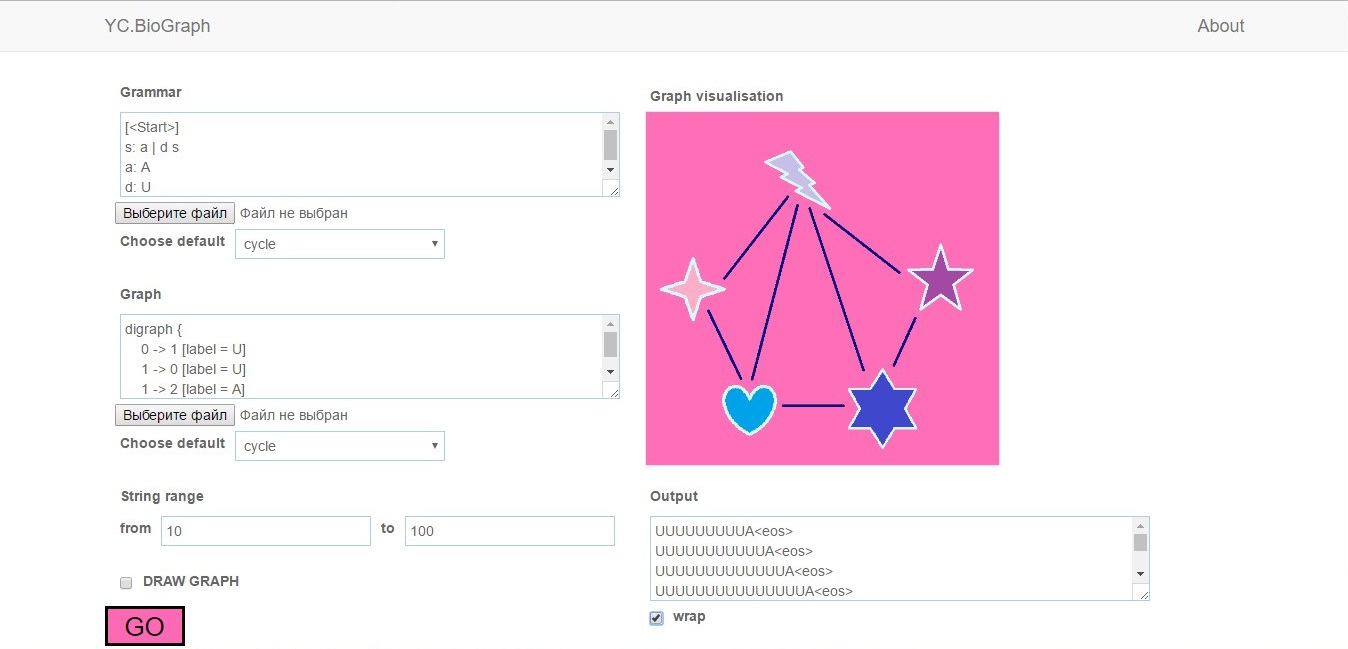 YC.BioGraph
About
Grammar
[<Start>]
s: a | d s
a: A
d: U
Выберите файл Файл не выбран
Choose default cycle
Graph
digraph {
0 -> 1 [label = U]
1 -> 0 [label = U]
1 -> 2 [label = A]
Выберите файл Файл не выбран
Choose default cycle
String range
from 10 to 100
DRAW GRAPH
GO
Graph visualisation
Output
UUUUUUUUUA<eos>
UUUUUUUUUUUA<eos>
UUUUUUUUUUUUUA<eos>
UUUUUUUUUUUUUUUA<eos>
wrap